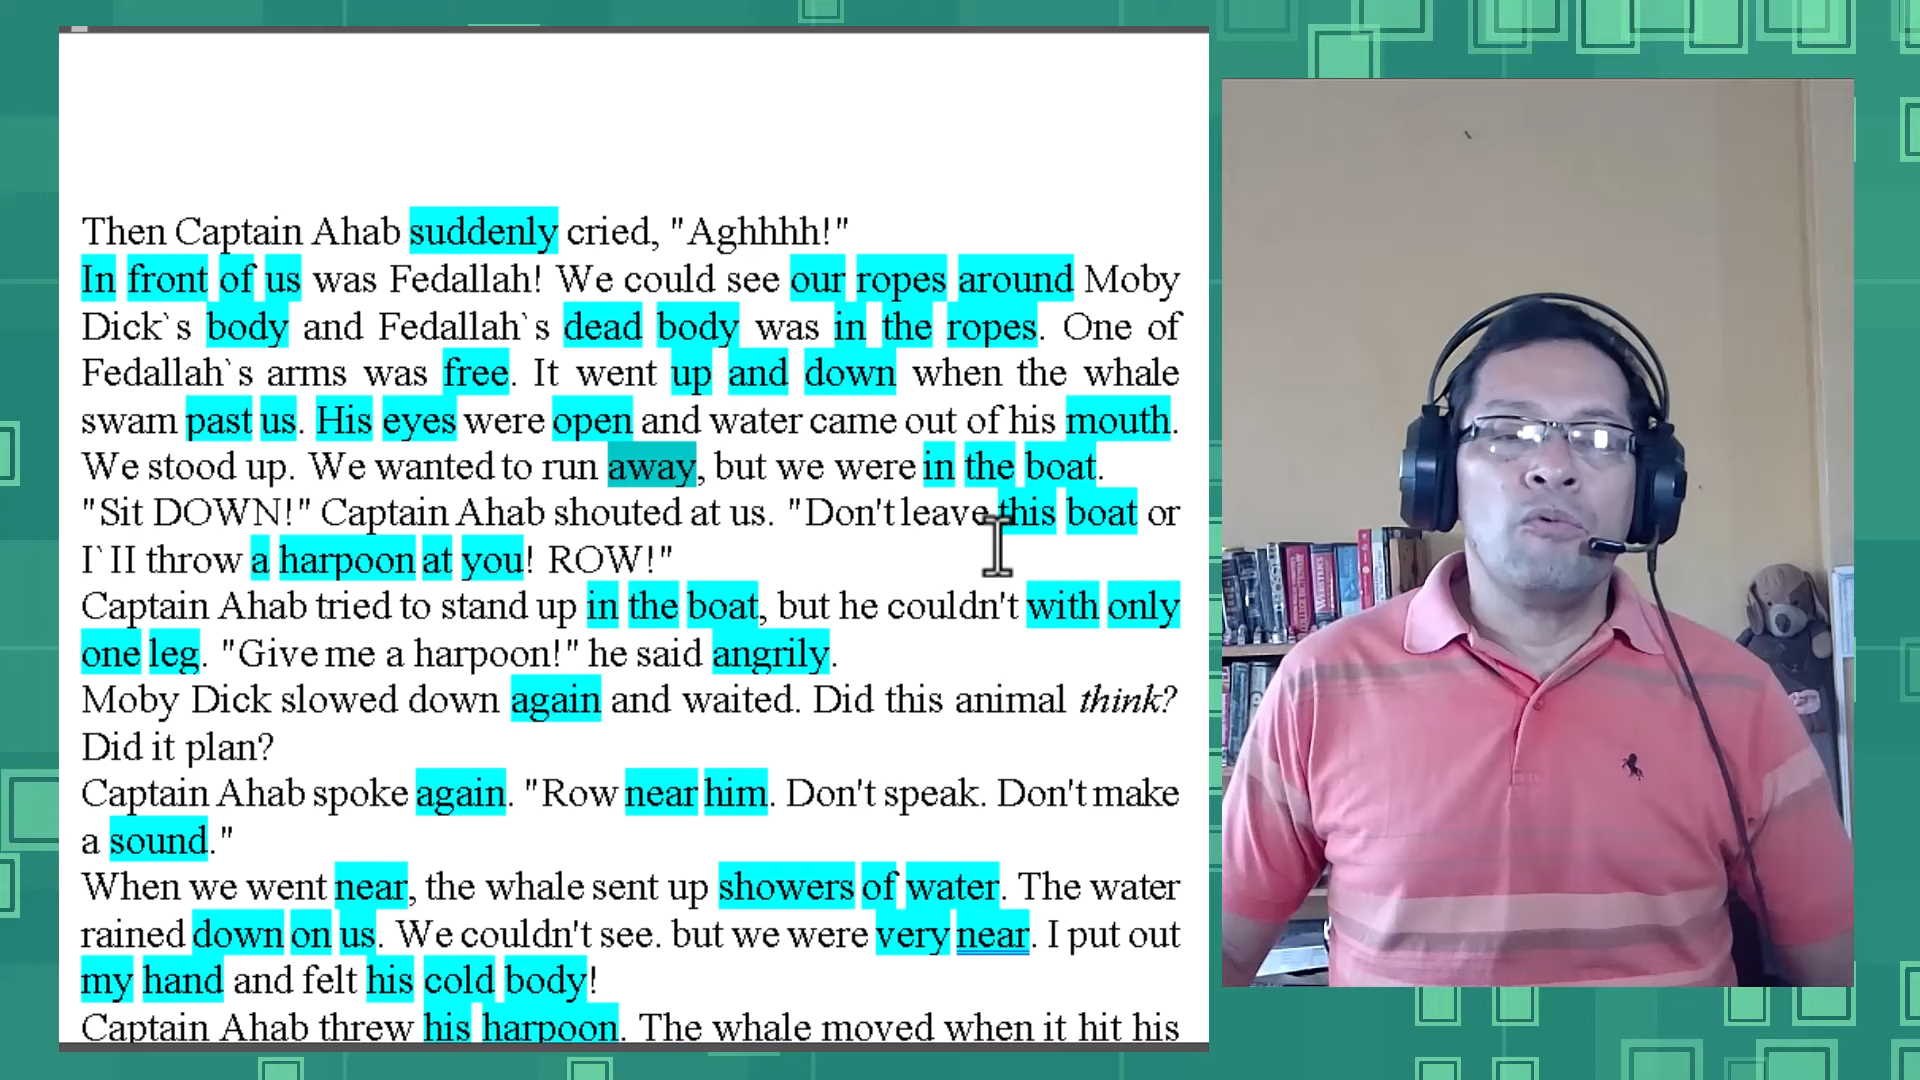 Then Captain Ahab suddenly cried, "Aghhhh!"
In front of us was Fedallah! We could see our ropes around Moby
Dick`s body and Fedallah`s dead body was in the ropes. One of
Fedallah`s arms was free. It went up and down when the whale
swam past us. His eyes were open and water came out of his mouth.
We stood up. We wanted to run away, but we were in the boat.
"Sit DOWN!" Captain Ahab shouted at us. "Don't leave this boat or
I`II throw a harpoon at you! ROW!"
Captain Ahab tried to stand up in the boat, but he couldn't with only
one leg. "Give me a harpoon!" he said angrily.
Moby Dick slowed down again and waited. Did this animal think?
Did it plan?
Captain Ahab spoke again. "Row near him. Don't speak. Don't make
a sound."
When we went near, the whale sent up showers of water. The water
rained down on us. We couldn't see. but we were very near. I put out
my hand and felt his cold body!
Captain Ahab threw his harpoon. The whale moved when it hit his